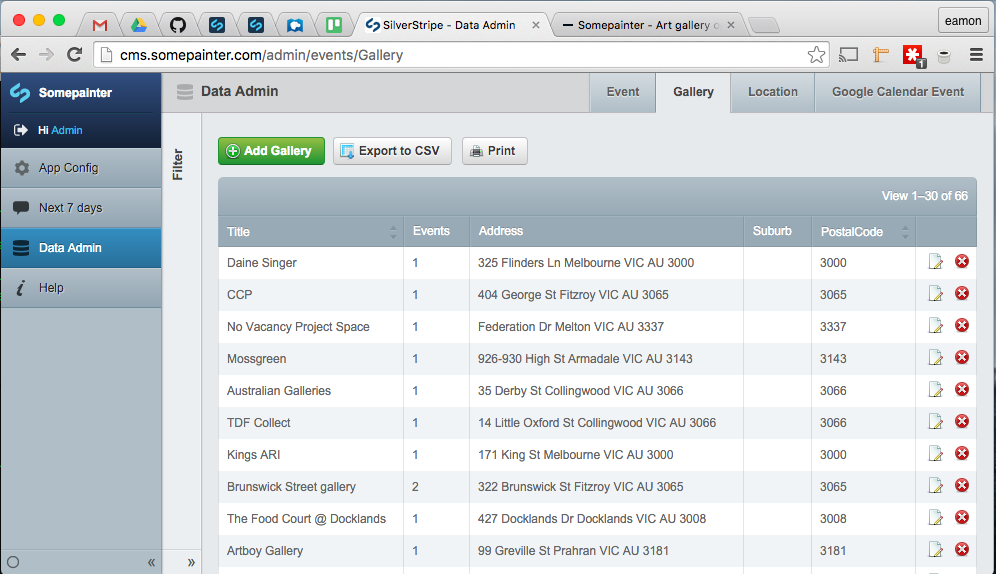 SilverStripe - Data Admin
Somepainter - Art gallery o
eamon
cms.somepainter.com/admin/events/Gallery
1
Somepainter
Hi Admin
App Config
Next 7 days
Data Admin
Help
«
Data Admin
Event
Gallery
Location
Google Calendar Event
Filter
»
Add Gallery
Export to CSV
Print
View 1–30 of 66
Title Events Address Suburb PostalCode
Daine Singer 1 325 Flinders Ln Melbourne VIC AU 3000 3000
CCP 1 404 George St Fitzroy VIC AU 3065 3065
No Vacancy Project Space 1 Federation Dr Melton VIC AU 3337 3337
Mossgreen 1 926-930 High St Armadale VIC AU 3143 3143
Australian Galleries 1 35 Derby St Collingwood VIC AU 3066 3066
TDF Collect 1 14 Little Oxford St Collingwood VIC AU 3066 3066
Kings ARI 1 171 King St Melbourne VIC AU 3000 3000
Brunswick Street gallery 2 322 Brunswick St Fitzroy VIC AU 3065 3065
The Food Court @ Docklands 1 427 Docklands Dr Docklands VIC AU 3008 3008
Artboy Gallery 1 99 Greville St Prahran VIC AU 3181 3181